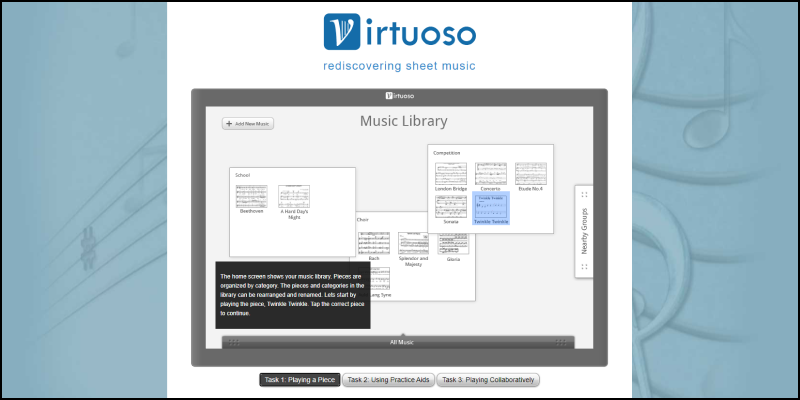 Virtuoso
rediscovering sheet music
Virtuoso
Add New Music
Music Library
Competition
London Bridge
Concerto
Etude No.4
Sonata
Twinkle Twinkle
School
Beethoven
A Hard Day's
Night
Choir
Bach
Splendor and
Majesty
Gloria
Lang Syne
Nearby Groups
The home screen shows your music library. Pieces are
organized by category. The pieces and categories in the
library can be rearranged and renamed. Lets start by
playing the piece, Twinkle Twinkle. Tap the correct piece
to continue.
All Music
Task 1: Playing a Piece
Task 2: Using Practice Aids
Task 3: Playing Collaboratively